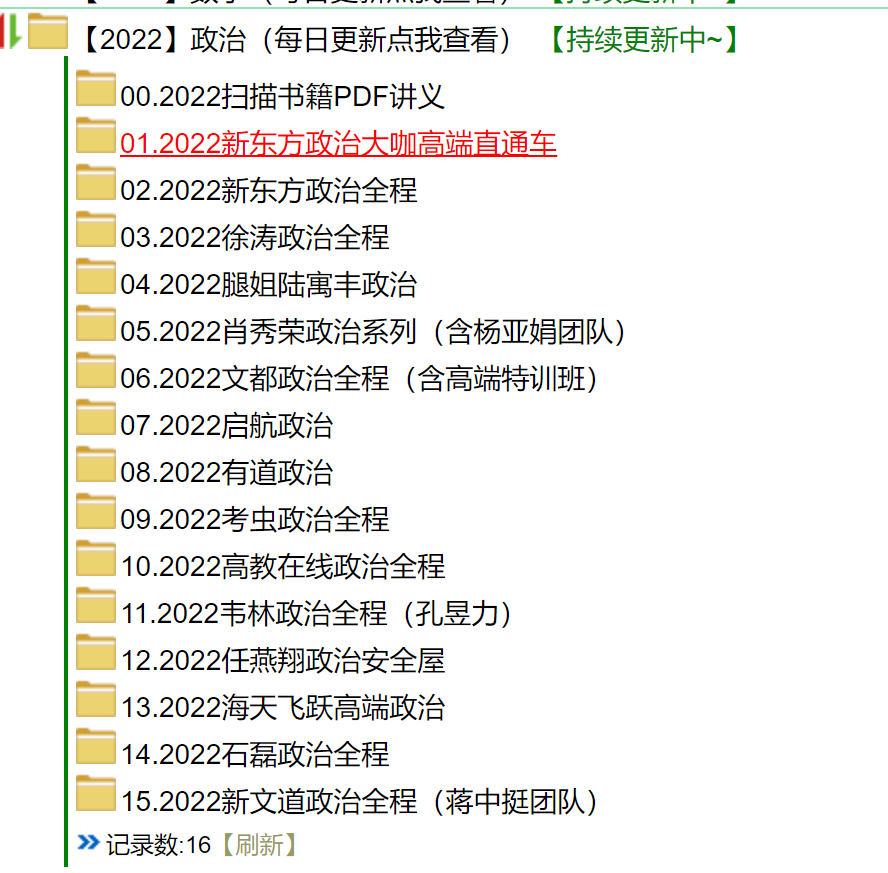 【2022】政治（每日更新点我查看） 【持续更新中~】
00.2022扫描书籍PDF讲义
01.2022新东方政治大咖高端直通车
02.2022新东方政治全程
03.2022徐涛政治全程
04.2022腿姐陆寓丰政治
05.2022肖秀荣政治系列（含杨亚娟团队）
06.2022文都政治全程（含高端特训班）
07.2022启航政治
08.2022有道政治
09.2022考虫政治全程
10.2022高教在线政治全程
11.2022韦林政治全程（孔昱力）
12.2022任燕翔政治安全屋
13.2022海天飞跃高端政治
14.2022石磊政治全程
15.2022新文道政治全程（蒋中挺团队）
记录数:16【刷新】